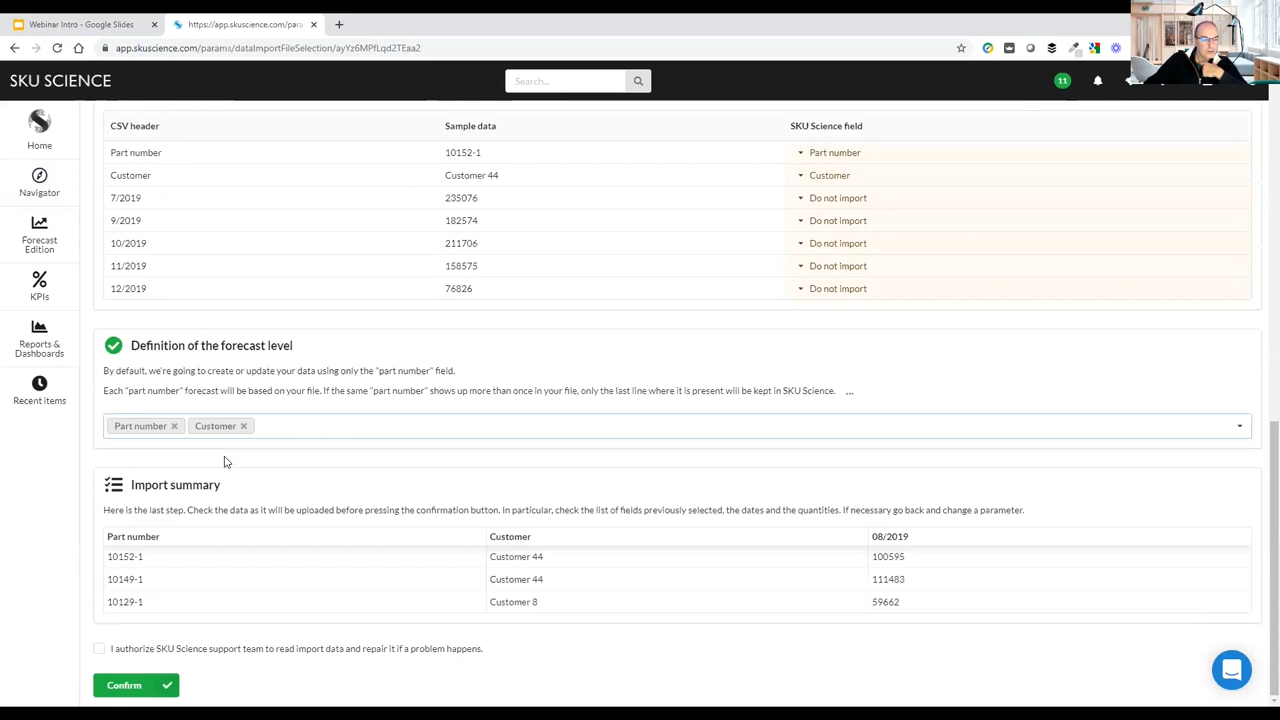 Webinar Intro - Google Slides
https://app.skuscience.com/para
app.skuscience.com/params/dataImportFileSelection/ayYz6MPfLqd2TEaa2
SKU SCIENCE
Search...
11
Home
Navigator
Forecast
Edition
KPIs
Reports &
Dashboards
Recent items
CSV header Sample data SKU Science field
Part number 10152-1 Part number
Customer Customer 44 Customer
7/2019 235076 Do not import
9/2019 182574 Do not import
10/2019 211706 Do not import
11/2019 158575 Do not import
12/2019 76826 Do not import
Definition of the forecast level
By default, we're going to create or update your data using only the "part number" field.
Each "part number" forecast will be based on your file. If the same "part number" shows up more than once in your file, only the last line where it is present will be kept in SKU Science. ...
Part number Customer
Import summary
Here is the last step. Check the data as it will be uploaded before pressing the confirmation button. In particular, check the list of fields previously selected, the dates and the quantities. If necessary go back and change a parameter.
Part number Customer 08/2019
10152-1 Customer 44 100595
10149-1 Customer 44 111483
10129-1 Customer 8 59662
I authorize SKU Science support team to read import data and repair it if a problem happens.
Confirm